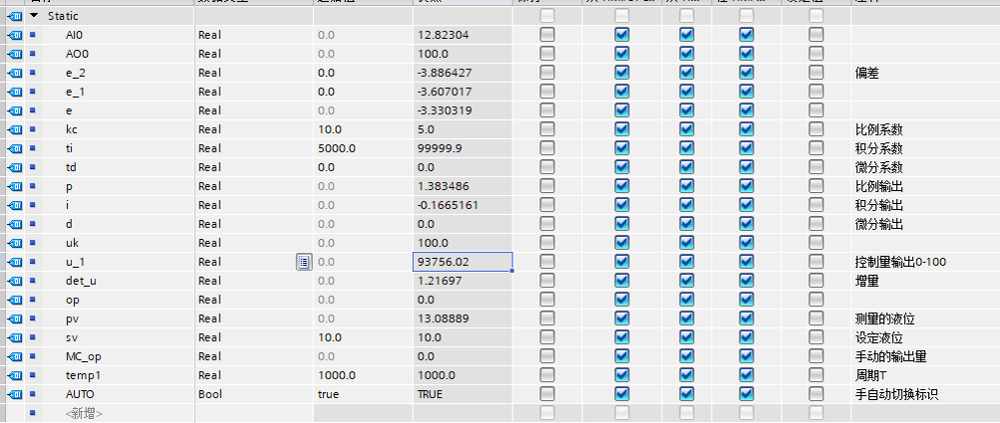 Static
AI0 Real 0.0 12.82304
AO0 Real 0.0 100.0
e_2 Real 0.0 -3.886427 偏差
e_1 Real 0.0 -3.607017
e Real 0.0 -3.330319
kc Real 10.0 5.0 比例系数
ti Real 5000.0 99999.9 积分系数
td Real 0.0 0.0 微分系数
p Real 0.0 1.383486 比例输出
i Real 0.0 -0.1665161 积分输出
d Real 0.0 0.0 微分输出
uk Real 0.0 100.0
u_1 Real 0.0 93756.02 控制量输出0-100
det_u Real 0.0 1.21697 增量
op Real 0.0 0.0
pv Real 0.0 13.08889 测量的液位
sv Real 10.0 10.0 设定液位
MC_op Real 0.0 0.0 手动的输出量
temp1 Real 1000.0 1000.0 周期T
AUTO Bool true TRUE 手自动切换标识
<新增>